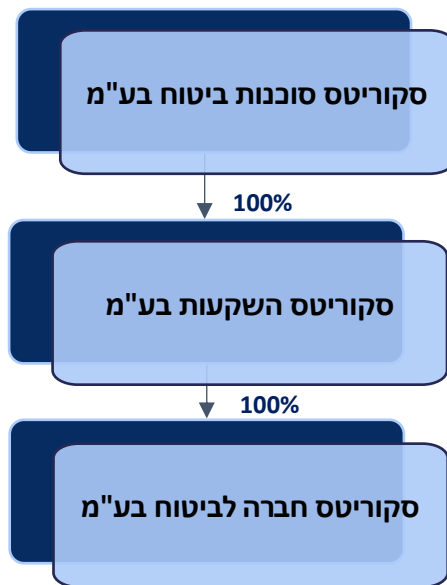 סקוריטס סוכנות ביטוח בע"מ
100%
סקוריטס השקעות בע"מ
100%
סקוריטס חברה לביטוח בע"מ